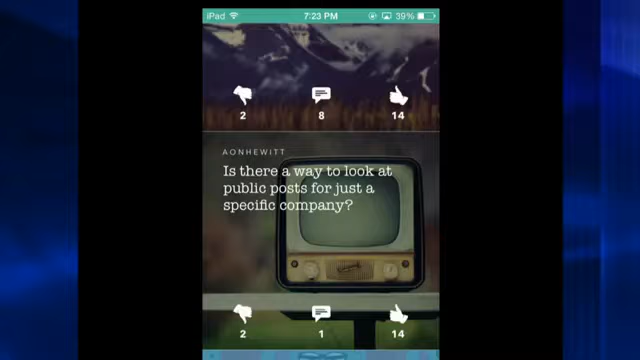 iPad 7:23 PM 39%
2 8 14
AONHEWITT
Is there a way to look at
public posts for just a
specific company?
2 1 14